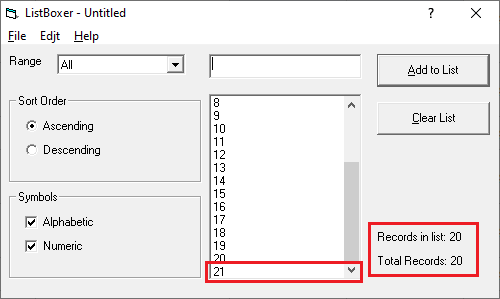 ListBoxer - Untitled
?
File Edjt Help
Range All
Add to List
Clear List
Sort Order
Ascending
Descending
Symbols
Alphabetic
Numeric
8
9
10
11
12
13
14
15
16
17
18
19
20
21
Records in list: 20
Total Records: 20